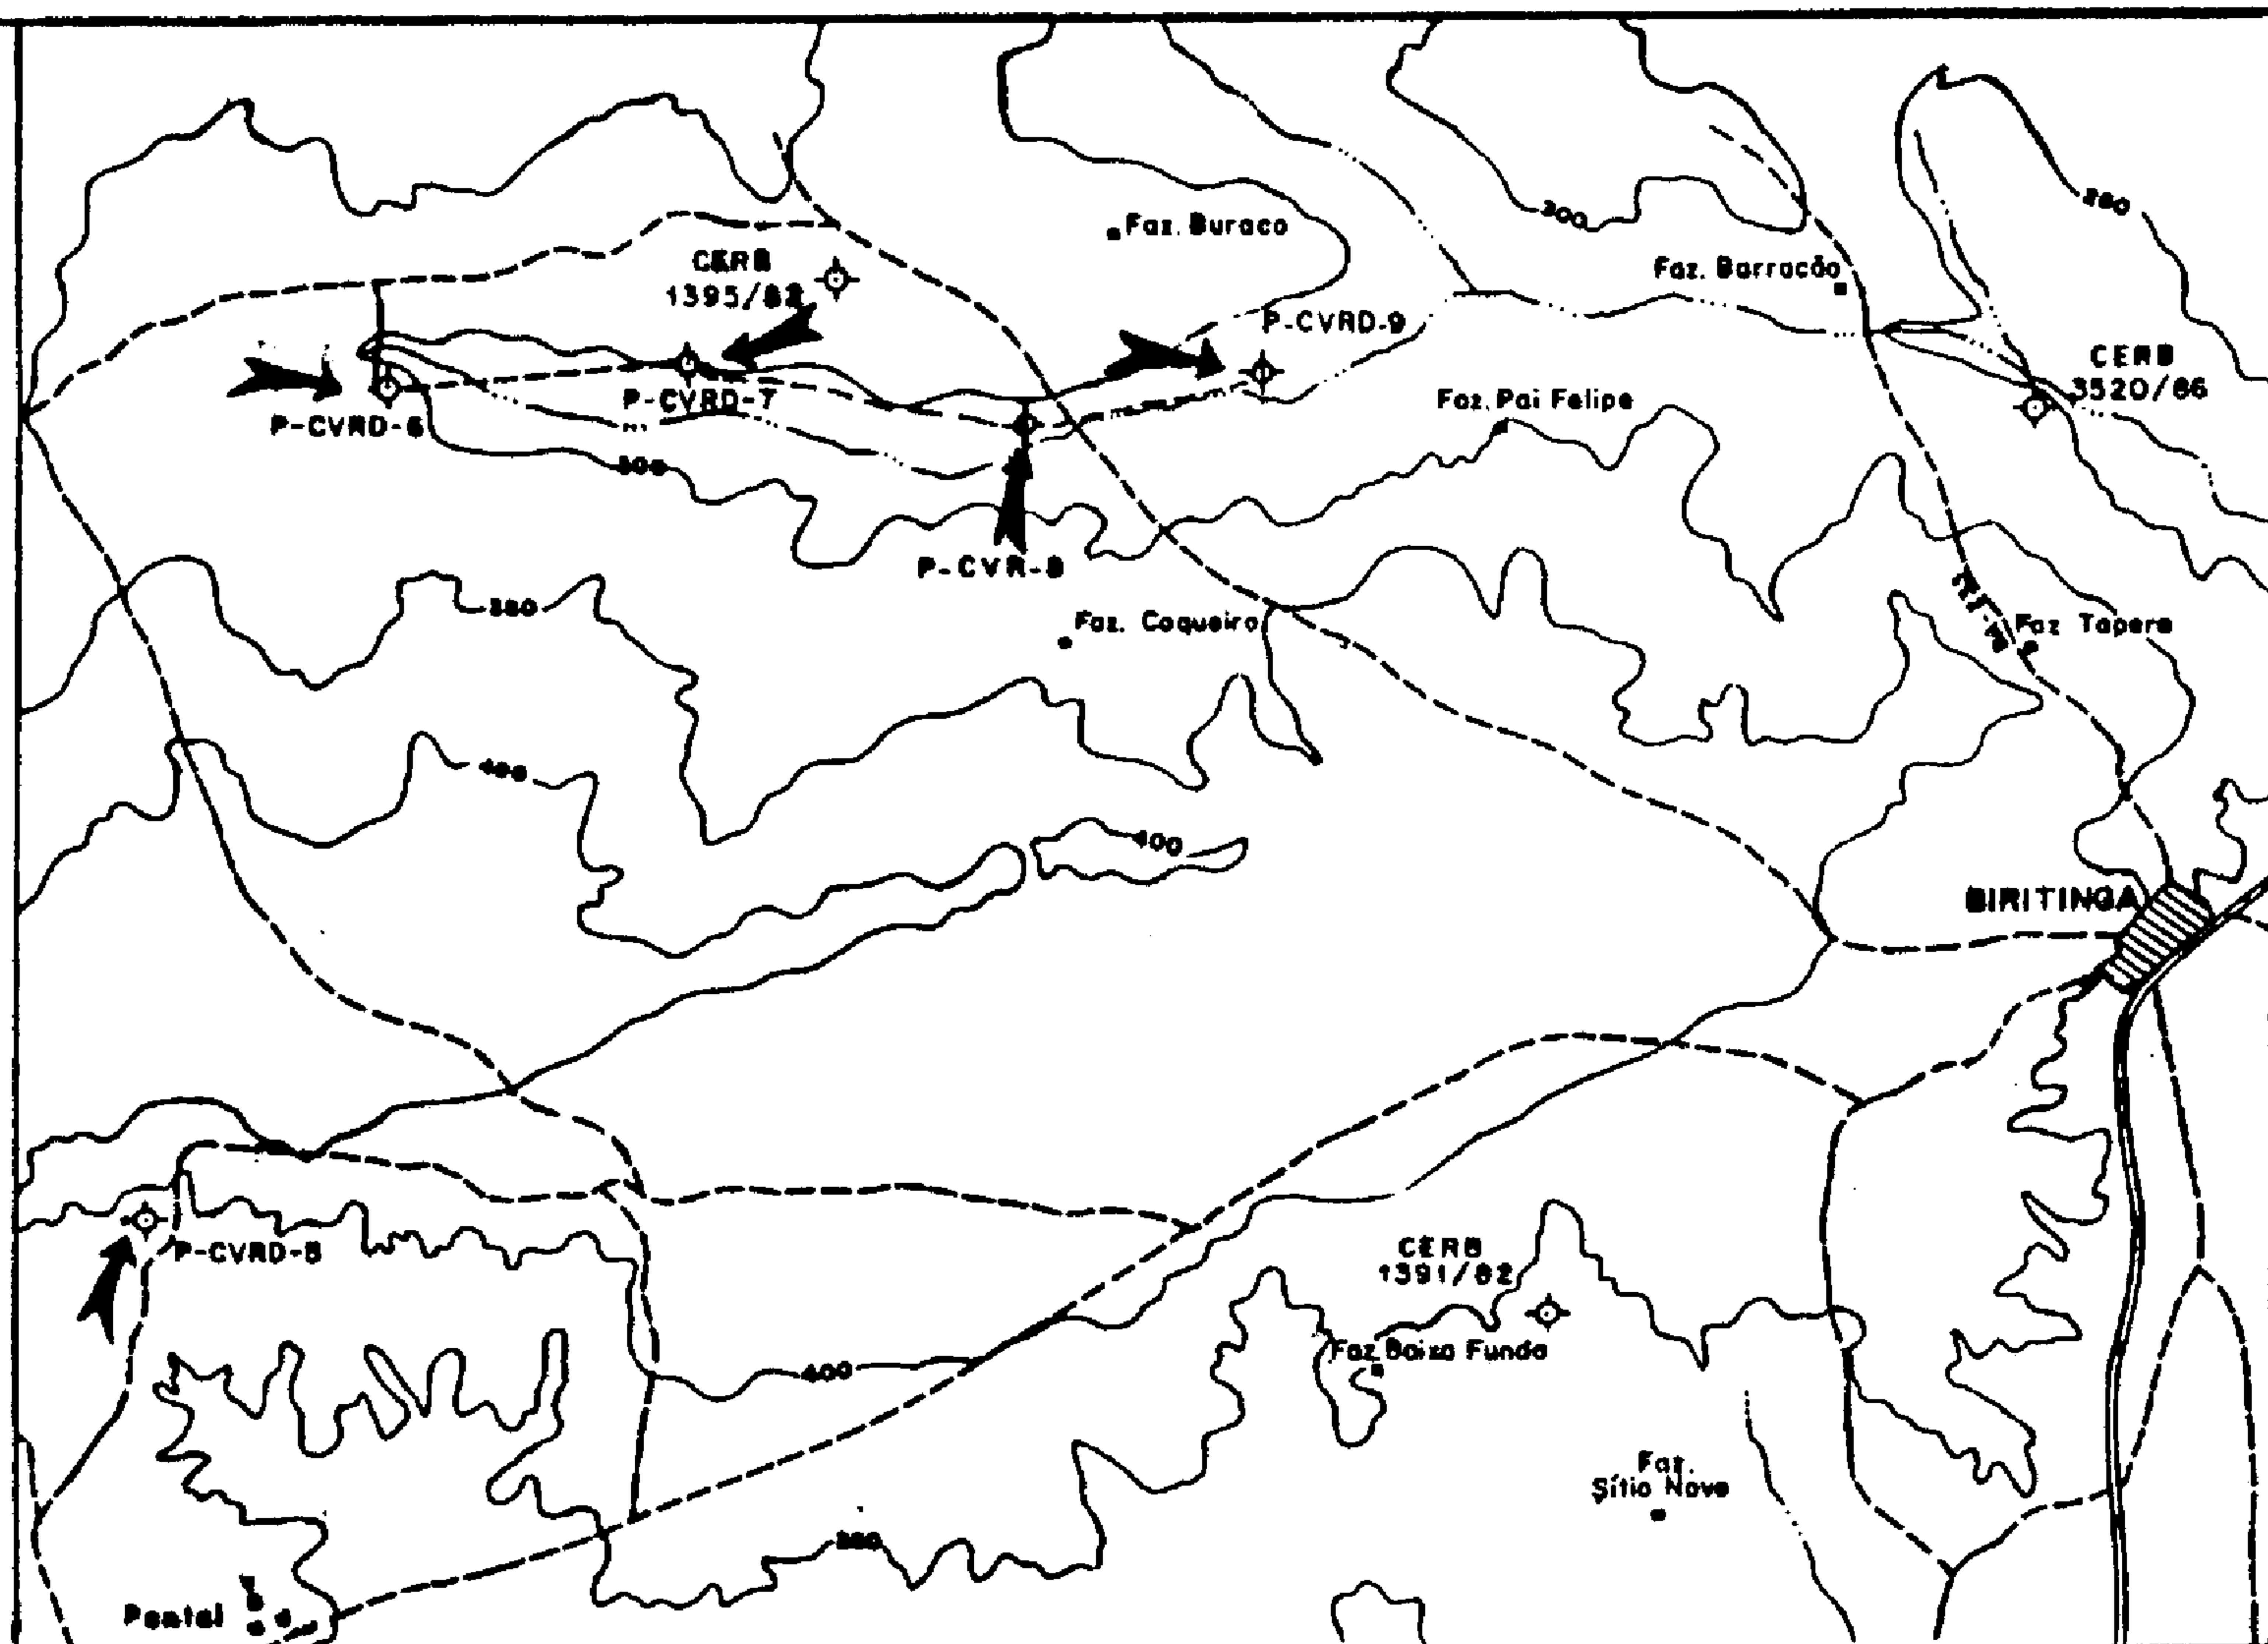 Faz. Buraco
300
280
CERB
1395/82
Faz. Barracão
P-CVRD-9
CERB
3520/86
P-CVRD-7
Faz. Pai Felipe
P-CVRD-6
300
P-CVR-8
Faz. Coqueiro
Faz Tapera
400
400
BIRITINGA
P-CVRD-5
CERB
1391/82
Faz. Baixa Funda
400
Faz.
Sítio Novo
Pontal